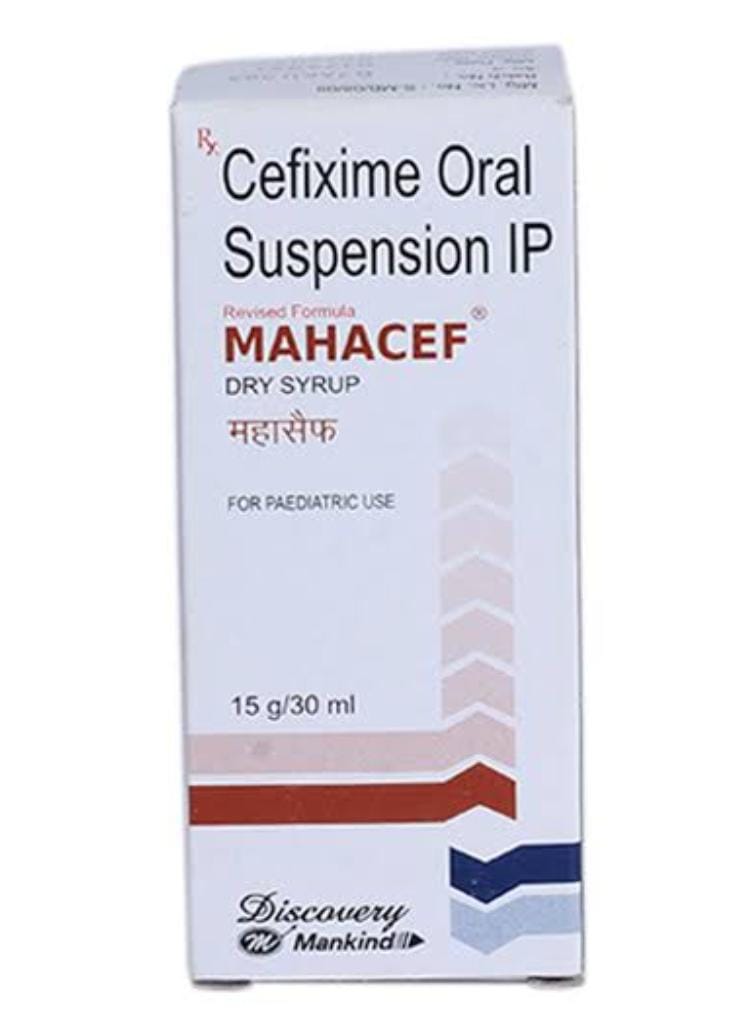 Rx
Cefixime Oral
Suspension IP
Revised Formula
MAHACEF®
DRY SYRUP
महासैफ
FOR PAEDIATRIC USE
15 g/30 ml
Discovery
Mankind